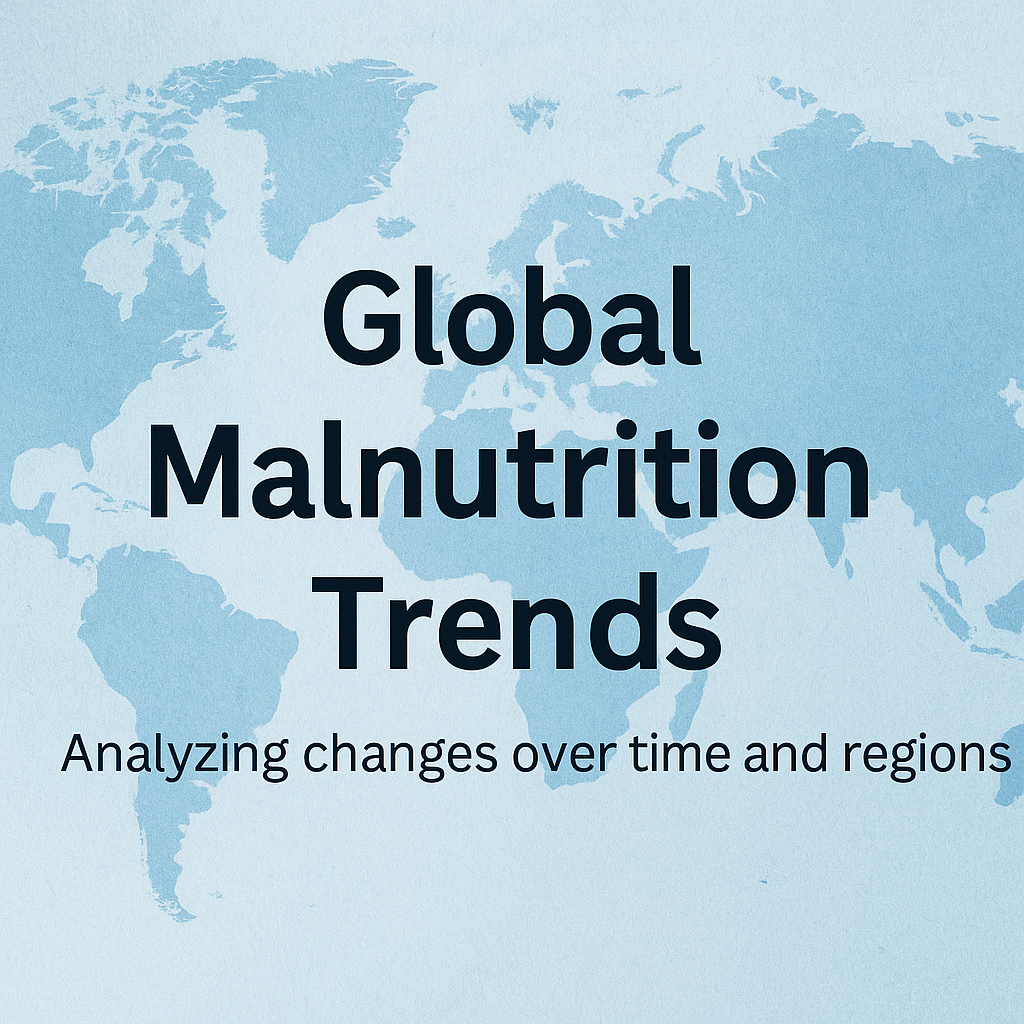 Global
Malnutrition
Trends
Analyzing changes over time and regions